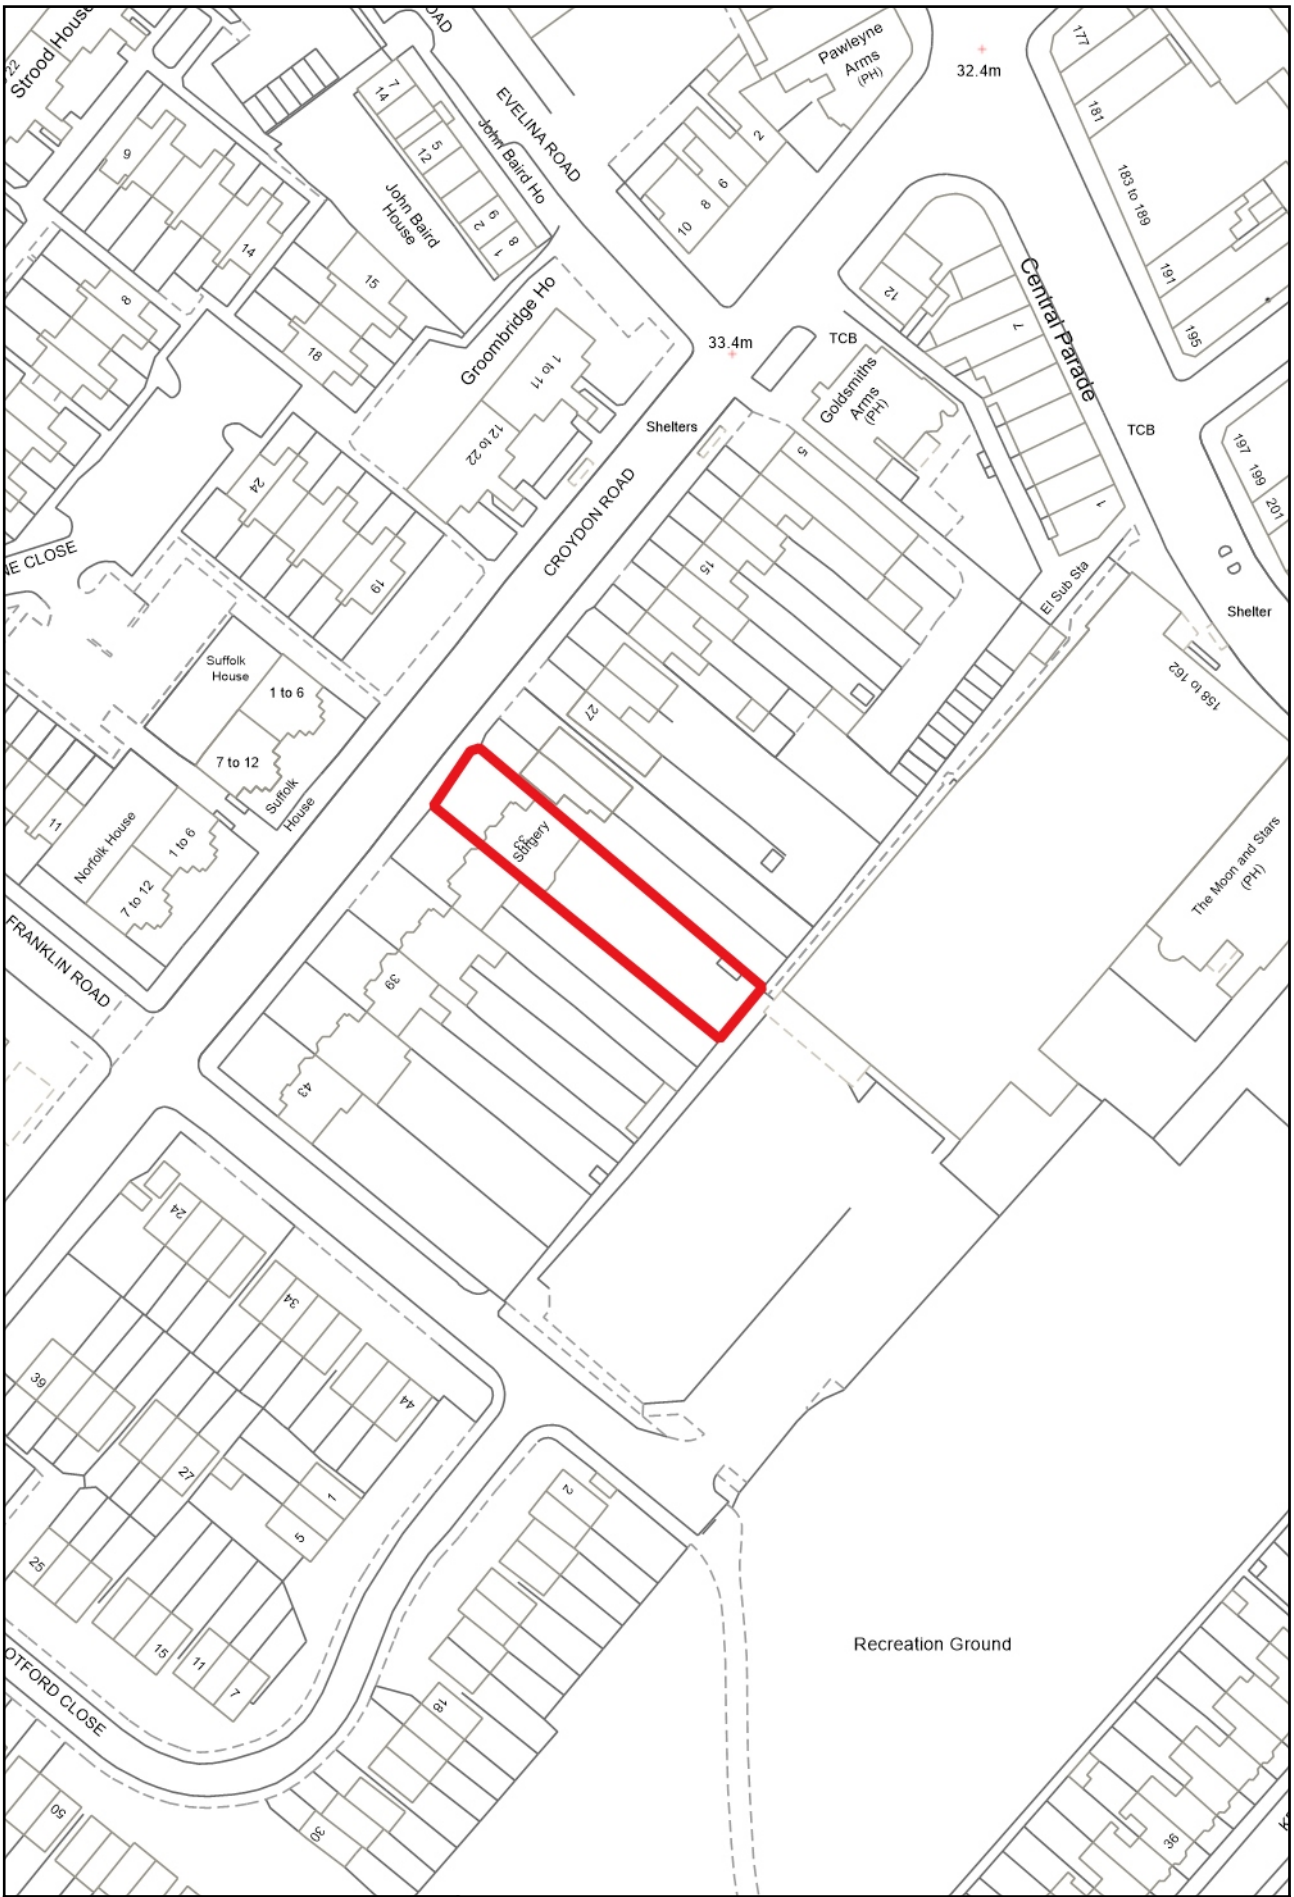 Strood House
22
OAD
EVELINA ROAD
Pawleyne
Arms
(PH)
32.4m
177
181
183 to 189
191
195
7
14
5
12
John Baird Ho
John Baird
House
9
2
8
1
2
6
8
10
9
14
15
18
8
Groombridge Ho
1 to 11
12 to 22
33.4m
TCB
12
7
Central Parade
Goldsmiths
Arms
(PH)
TCB
1
197
199
201
Shelters
CROYDON ROAD
5
15
24
19
NE CLOSE
El Sub Sta
Shelter
158 to 162
Suffolk
House
1 to 6
7 to 12
Suffolk
House
27
11
Norfolk House
1 to 6
7 to 12
33
Surgery
The Moon and Stars
(PH)
FRANKLIN ROAD
39
43
24
34
44
39
27
1
5
25
15
11
7
2
18
OTFORD CLOSE
Recreation Ground
50
30
36